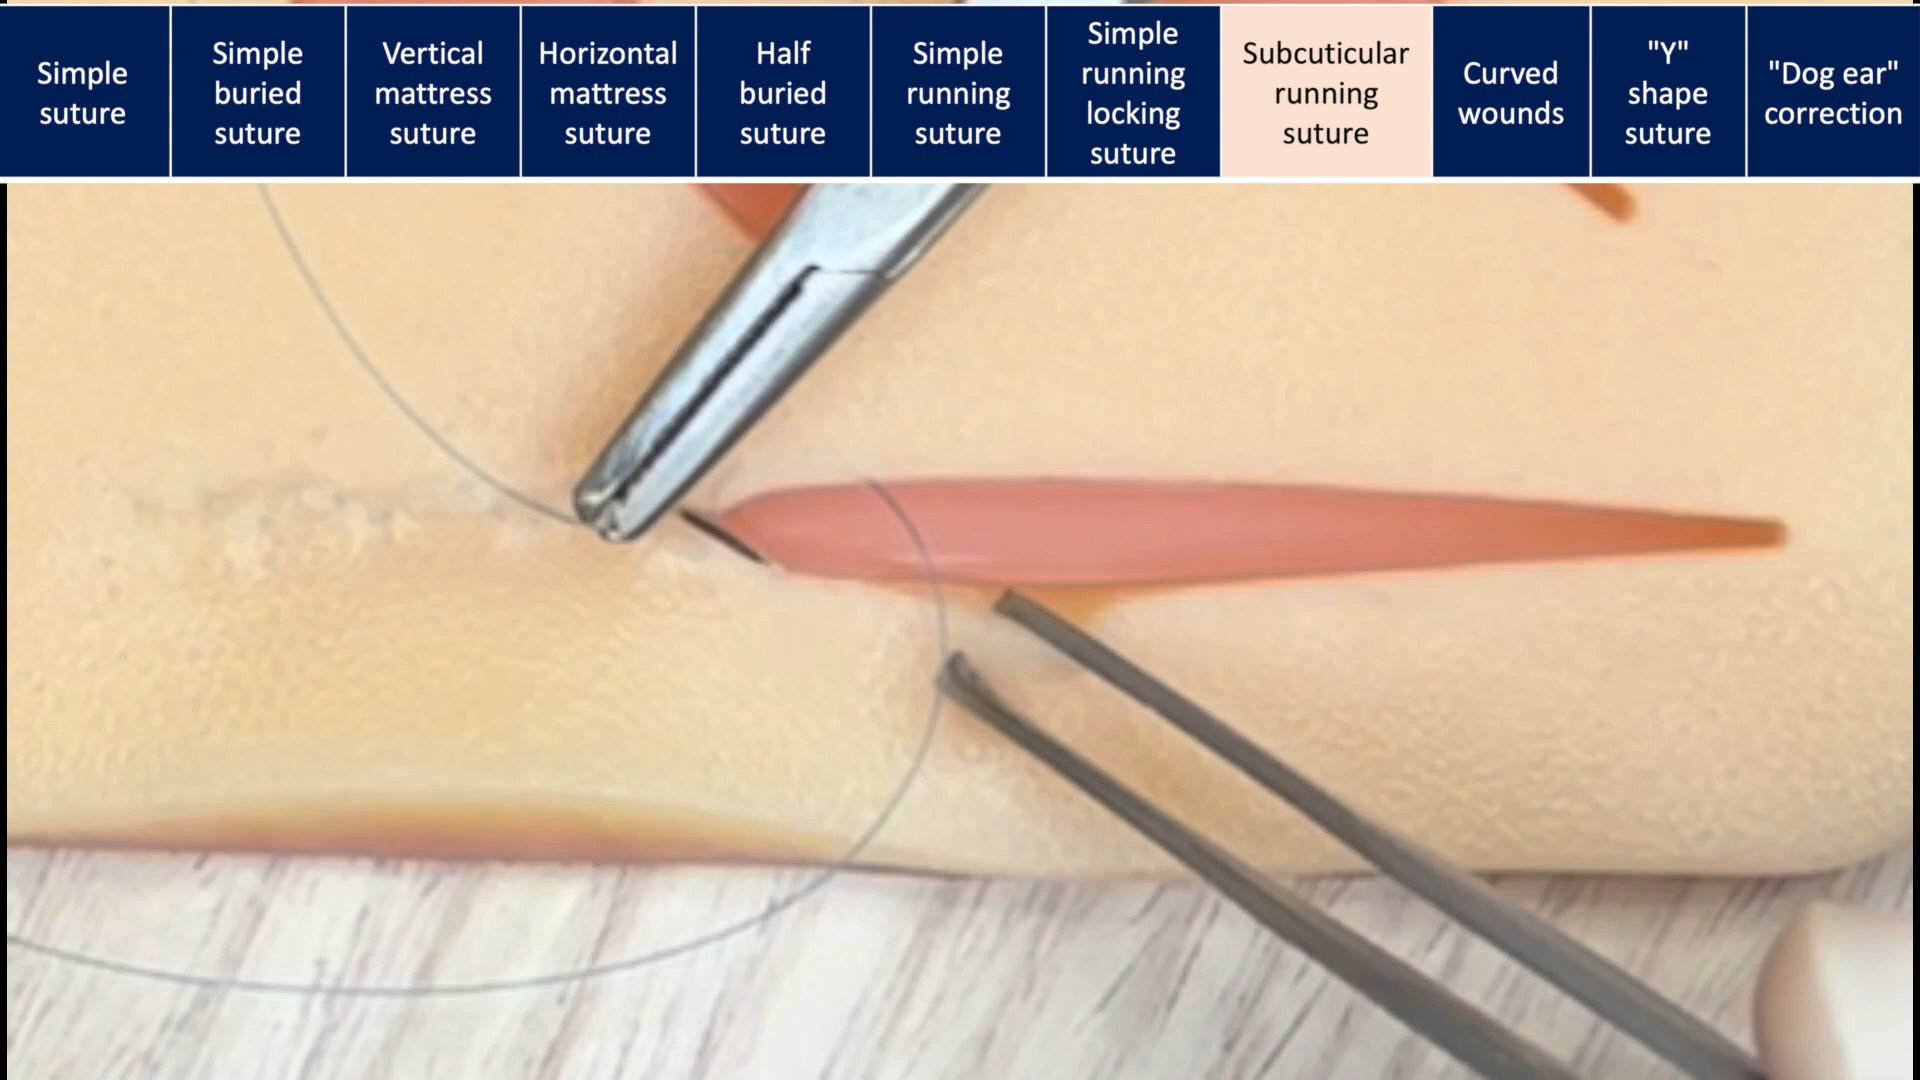 Simple
suture
Simple
buried
suture
Vertical
mattress
suture
Horizontal
mattress
suture
Half
buried
suture
Simple
running
suture
Simple
running
locking
suture
Subcuticular
running
suture
Curved
wounds
"Y"
shape
suture
"Dog ear"
correction